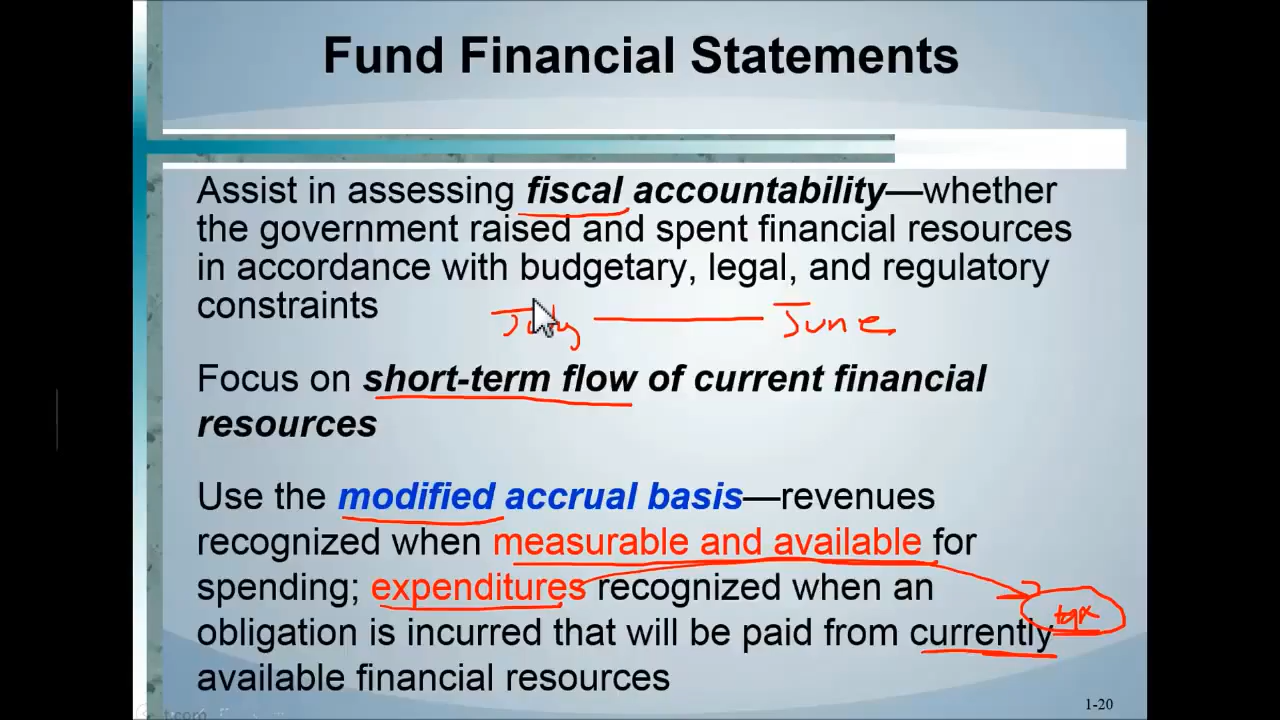 Fund Financial Statements
Assist in assessing fiscal accountability—whether
the government raised and spent financial resources
in accordance with budgetary, legal, and regulatory
constraints
July — June
Focus on short-term flow of current financial
resources
Use the modified accrual basis—revenues
recognized when measurable and available for
spending; expenditures recognized when an
tax
obligation is incurred that will be paid from currently
available financial resources
1-20